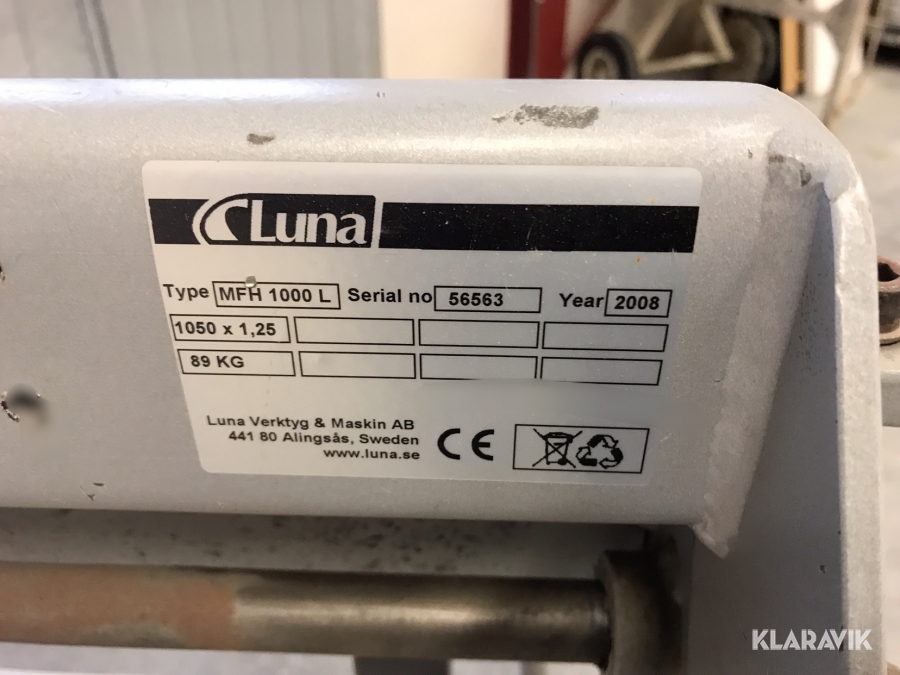 Luna
Type MFH 1000 L Serial no 56563 Year 2008
1050 x 1,25
89 KG
Luna Verktyg & Maskin AB
441 80 Alingsås, Sweden
www.luna.se
CE
KLARAVIK